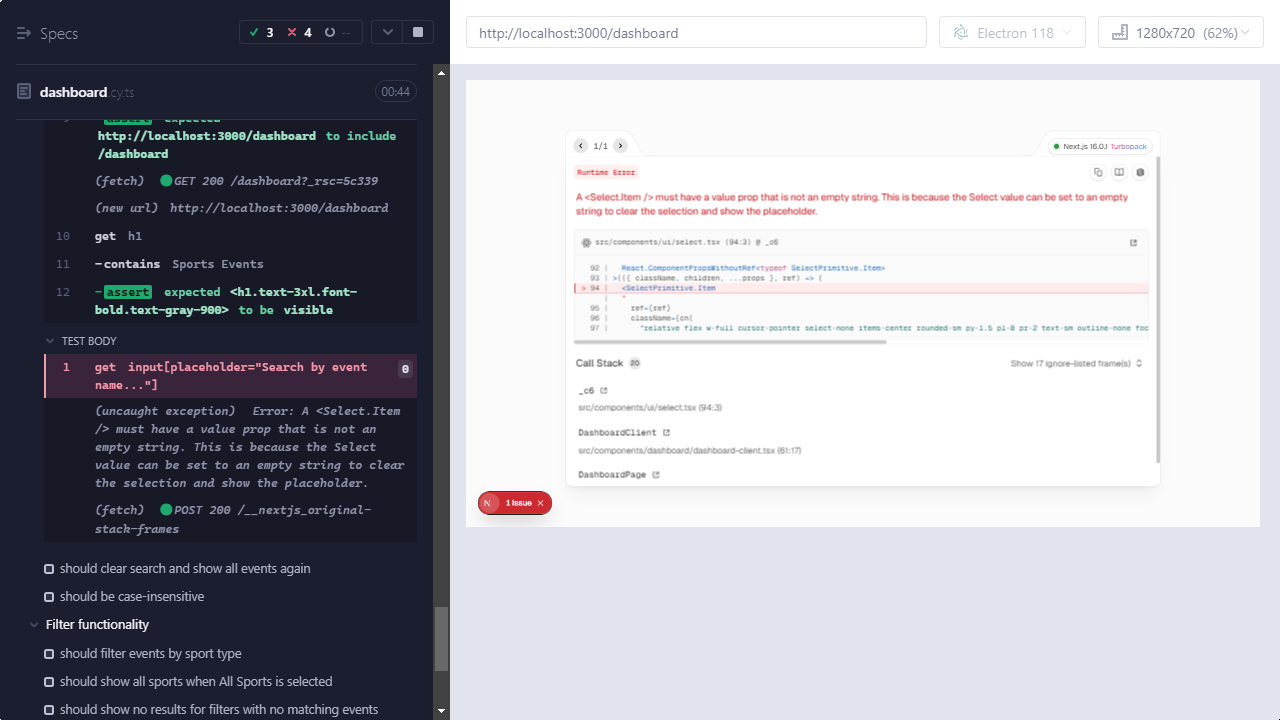 Specs
3
4
--
dashboard.cy.ts
00:44
http://localhost:3000/dashboard to include
/dashboard
(fetch) GET 200 /dashboard?_rsc=5c339
(new url) http://localhost:3000/dashboard
10 get h1
11 -contains Sports Events
12 -assert expected <h1.text-3xl.font-
bold.text-gray-900> to be visible
TEST BODY
1 get input[placeholder="Search by event
name..."]
0
(uncaught exception) Error: A <Select.Item
/> must have a value prop that is not an
empty string. This is because the Select
value can be set to an empty string to clear
the selection and show the placeholder.
(fetch) POST 200 /__nextjs_original-
stack-frames
should clear search and show all events again
should be case-insensitive
Filter functionality
should filter events by sport type
should show all sports when All Sports is selected
should show no results for filters with no matching events
http://localhost:3000/dashboard
Electron 118
1280x720 (62%)
1/1
Next.js 16.0.1 Turbopack
Runtime Error
A <Select.Item /> must have a value prop that is not an empty string. This is because the Select value can be set to an empty
string to clear the selection and show the placeholder.
src/components/ui/select.tsx (94:3) @ _c6
92 | React.ComponentPropsWithoutRef<typeof SelectPrimitive.Item>
93 | >(({ className, children, ...props }, ref) => (
> 94 | <SelectPrimitive.Item
| ^
95 | ref={ref}
96 | className={cn(
97 | "relative flex w-full cursor-pointer select-none items-center rounded-sm py-1.5 pl-8 pr-2 text-sm outline-none foc
Call Stack 20
Show 17 ignore-listed frame(s)
_c6
src/components/ui/select.tsx (94:3)
DashboardClient
src/components/dashboard/dashboard-client.tsx (61:17)
DashboardPage
N 1 Issue